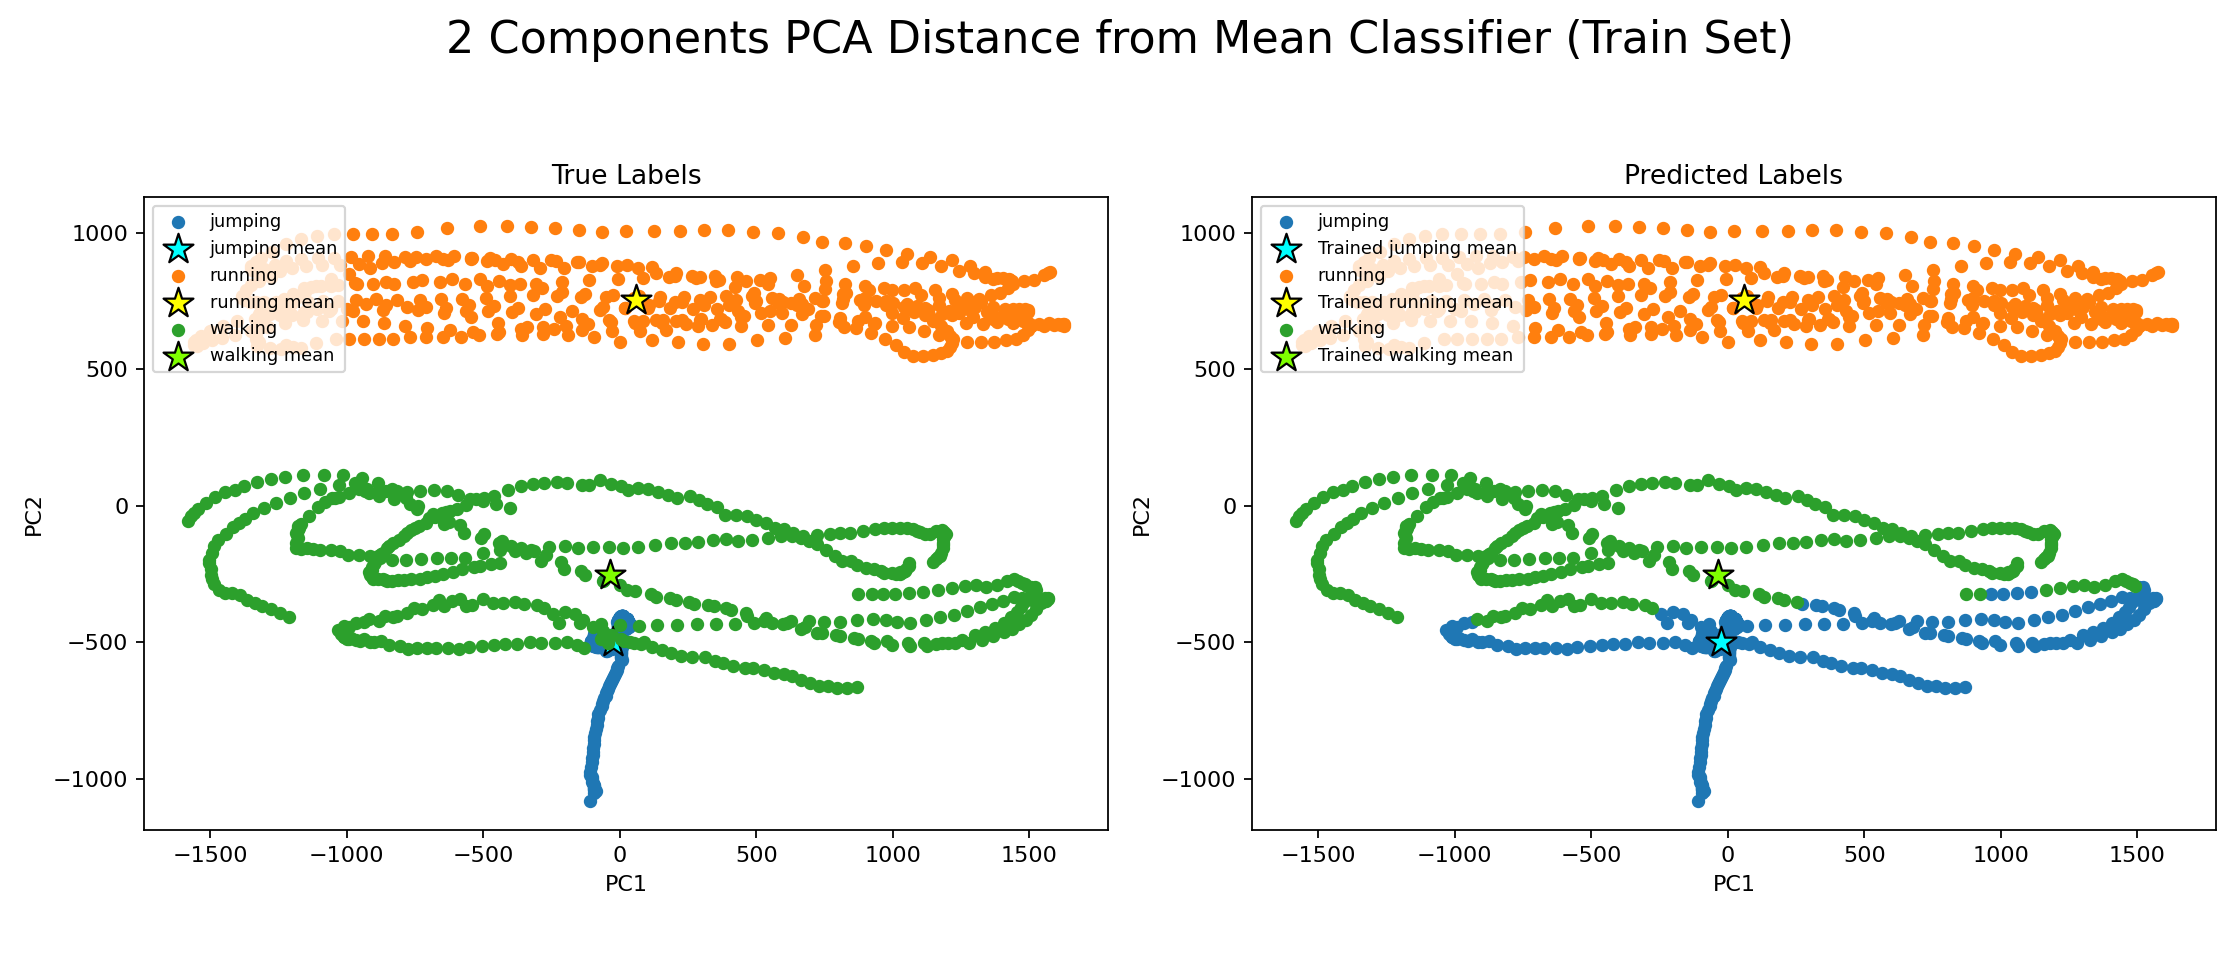 2 Components PCA Distance from Mean Classifier (Train Set)
True Labels
jumping
jumping mean
running
running mean
walking
walking mean
1000
500
0
−500
−1000
PC2
−1500
−1000
−500
0
500
1000
1500
PC1
Predicted Labels
jumping
Trained jumping mean
running
Trained running mean
walking
Trained walking mean
1000
500
0
−500
−1000
PC2
−1500
−1000
−500
0
500
1000
1500
PC1